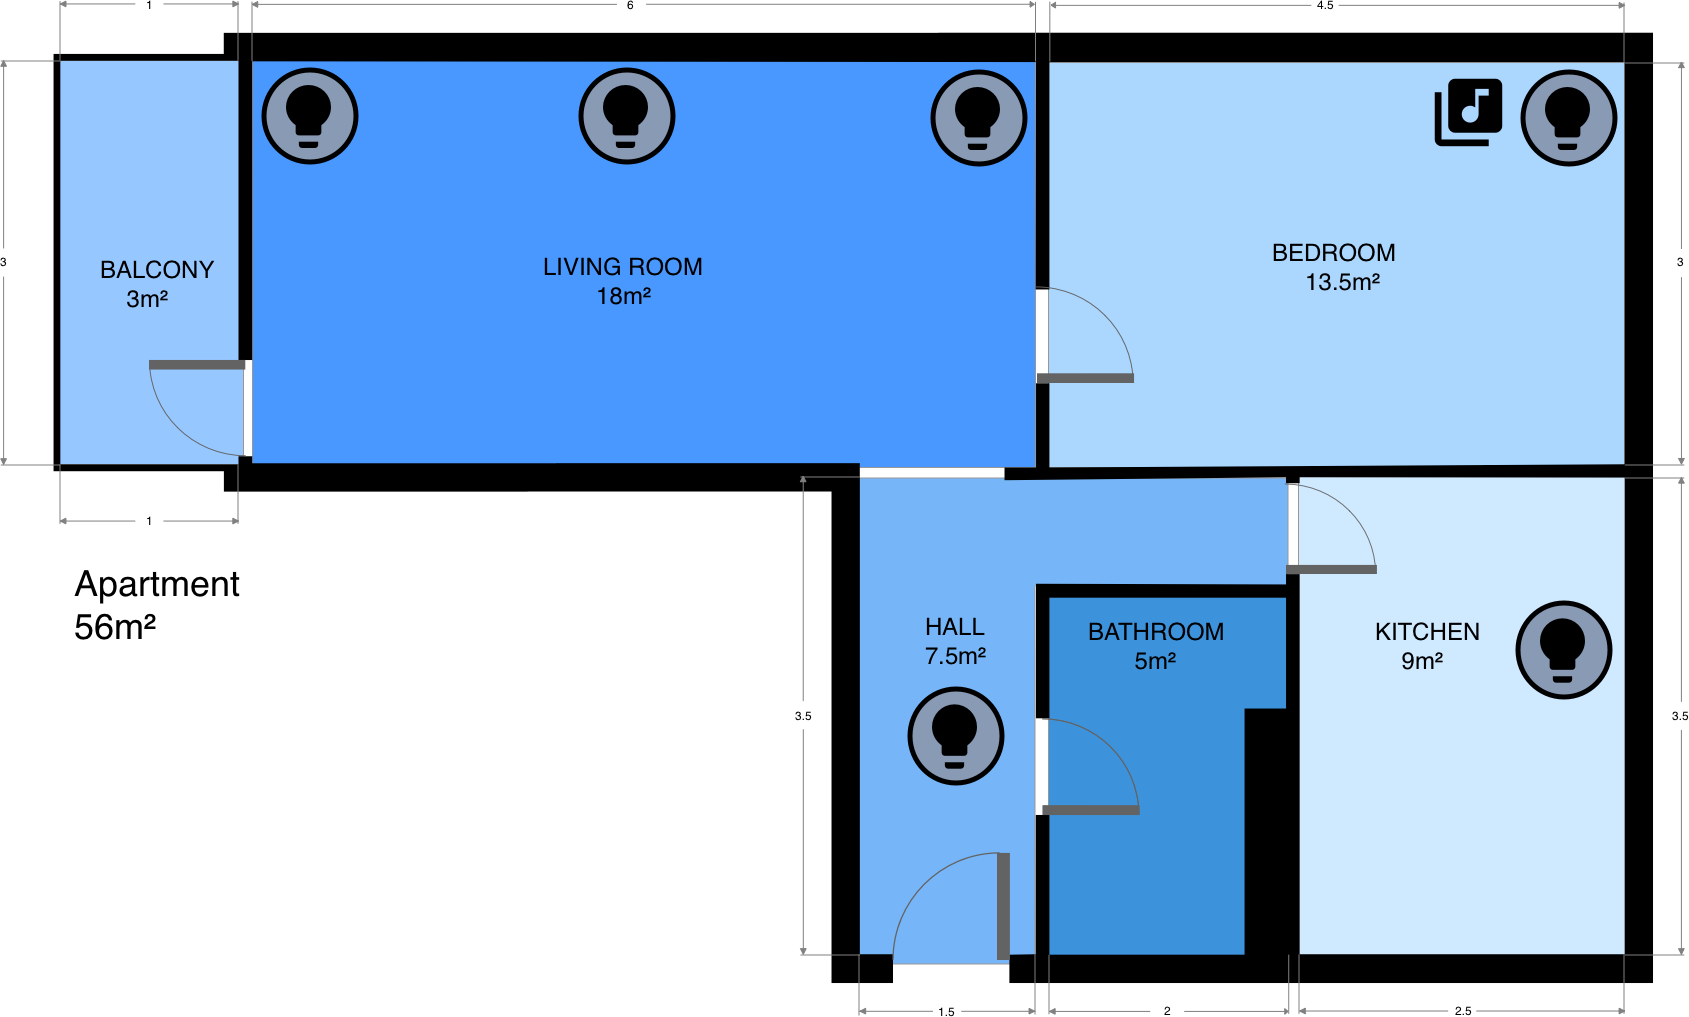 1
6
4.5
3
BALCONY
3m²
LIVING ROOM
18m²
BEDROOM
13.5m²
3
1
Apartment
56m²
HALL
7.5m²
BATHROOM
5m²
KITCHEN
9m²
3.5
3.5
1.5
2
2.5